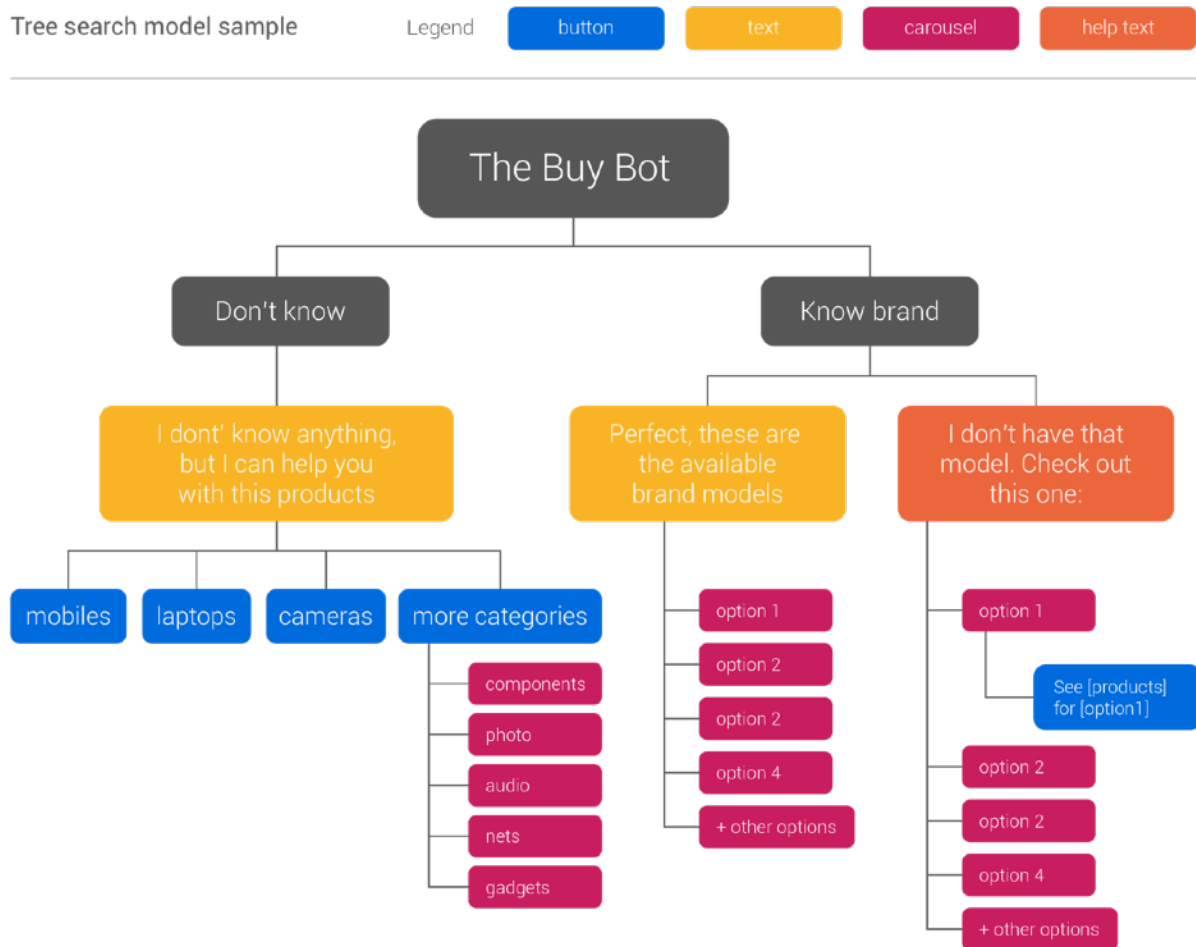 Tree search model sample
Legend
button
text
carousel
help text
The Buy Bot
Don't know
Know brand
I dont' know anything,
but I can help you
with this products
Perfect, these are
the available
brand models
I don't have that
model. Check out
this one:
mobiles
laptops
cameras
more categories
components
photo
audio
nets
gadgets
option 1
option 2
option 2
option 4
+ other options
option 1
See [products]
for [option1]
option 2
option 2
option 4
+ other options